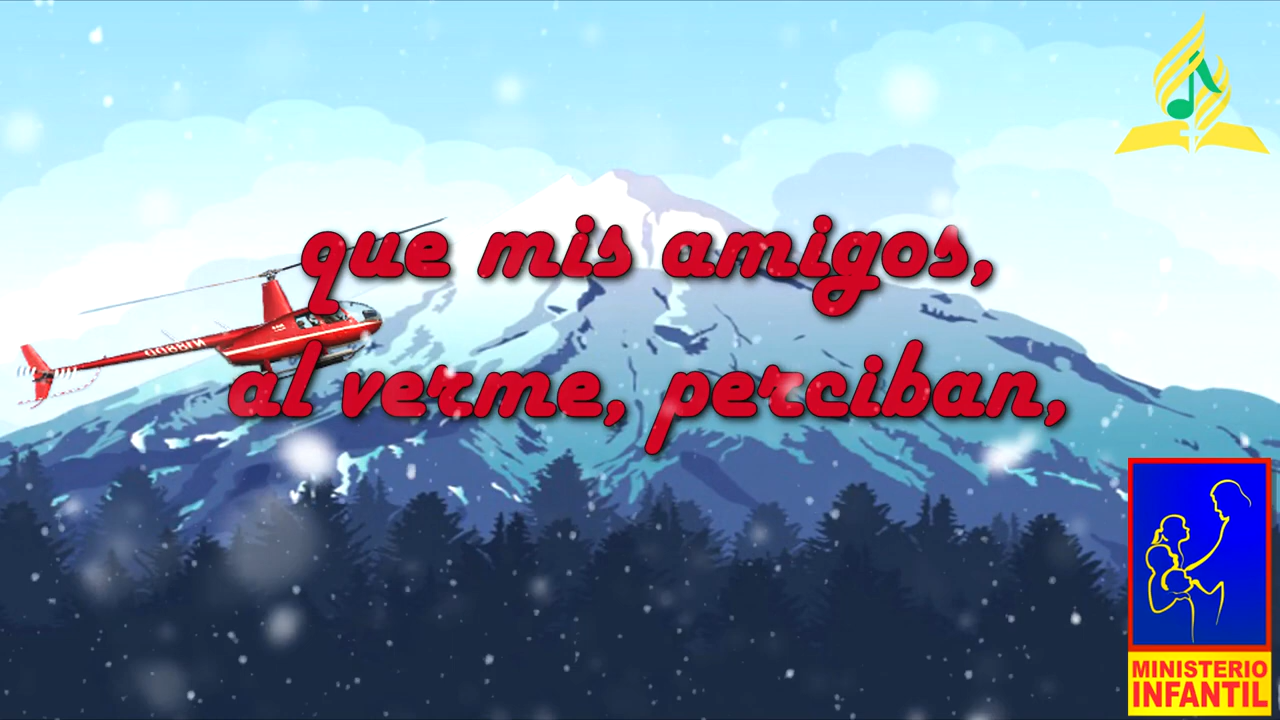 que mis amigos,
al verme, perciban,
MINISTERIO
INFANTIL